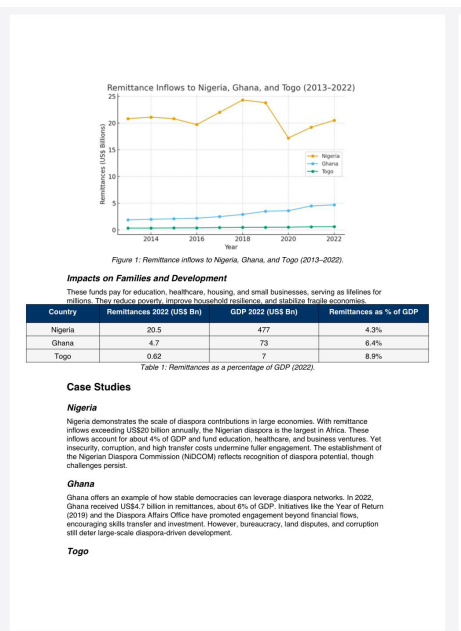 Remittance Inflows to Nigeria, Ghana, and Togo (2013–2022)
25
20
15
10
5
0
Remittances (US$ Billions)
Nigeria
Ghana
Togo
2014 2016 2018 2020 2022
Year
Figure 1: Remittance inflows to Nigeria, Ghana, and Togo (2013–2022).
Impacts on Families and Development
These funds pay for education, healthcare, housing, and small businesses, serving as lifelines for
millions. They reduce poverty, improve household resilience, and stabilize fragile economies.
Country Remittances 2022 (US$ Bn) GDP 2022 (US$ Bn) Remittances as % of GDP
Nigeria 20.5 477 4.3%
Ghana 4.7 73 6.4%
Togo 0.62 7 8.9%
Table 1: Remittances as a percentage of GDP (2022).
Case Studies
Nigeria
Nigeria demonstrates the scale of diaspora contributions in large economies. With remittance
inflows exceeding US$20 billion annually, the Nigerian diaspora is the largest in Africa. These
inflows account for about 4% of GDP and fund education, healthcare, and business ventures. Yet
insecurity, corruption, and high transfer costs undermine fuller engagement. The establishment of
the Nigerian Diaspora Commission (NiDCOM) reflects recognition of diaspora potential, though
challenges persist.
Ghana
Ghana offers an example of how stable democracies can leverage diaspora networks. In 2022,
Ghana received US$4.7 billion in remittances, about 6% of GDP. Initiatives like the Year of Return
(2019) and the Diaspora Affairs Office have promoted engagement beyond financial flows,
encouraging skills transfer and investment. However, bureaucracy, land disputes, and corruption
still deter large-scale diaspora-driven development.
Togo